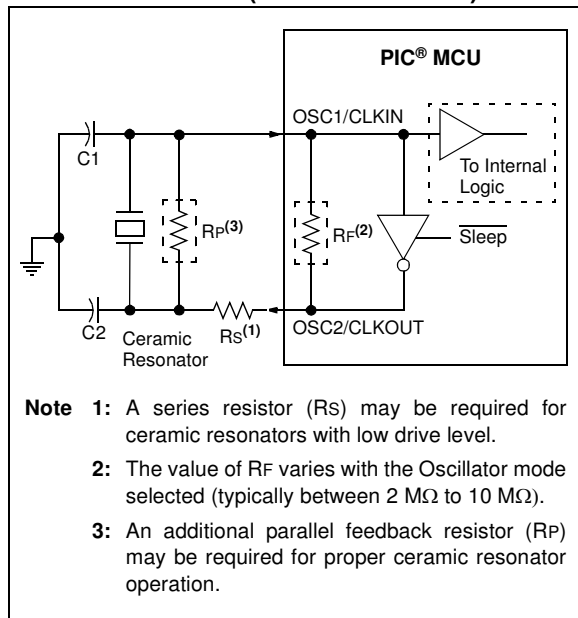 PIC® MCU
OSC1/CLKIN
C1
To Internal
Logic
RP(3)
RF(2)
Sleep
C2
Ceramic
Resonator
RS(1)
OSC2/CLKOUT
Note 1: A series resistor (RS) may be required for
ceramic resonators with low drive level.
2: The value of RF varies with the Oscillator mode
selected (typically between 2 MΩ to 10 MΩ).
3: An additional parallel feedback resistor (RP)
may be required for proper ceramic resonator
operation.